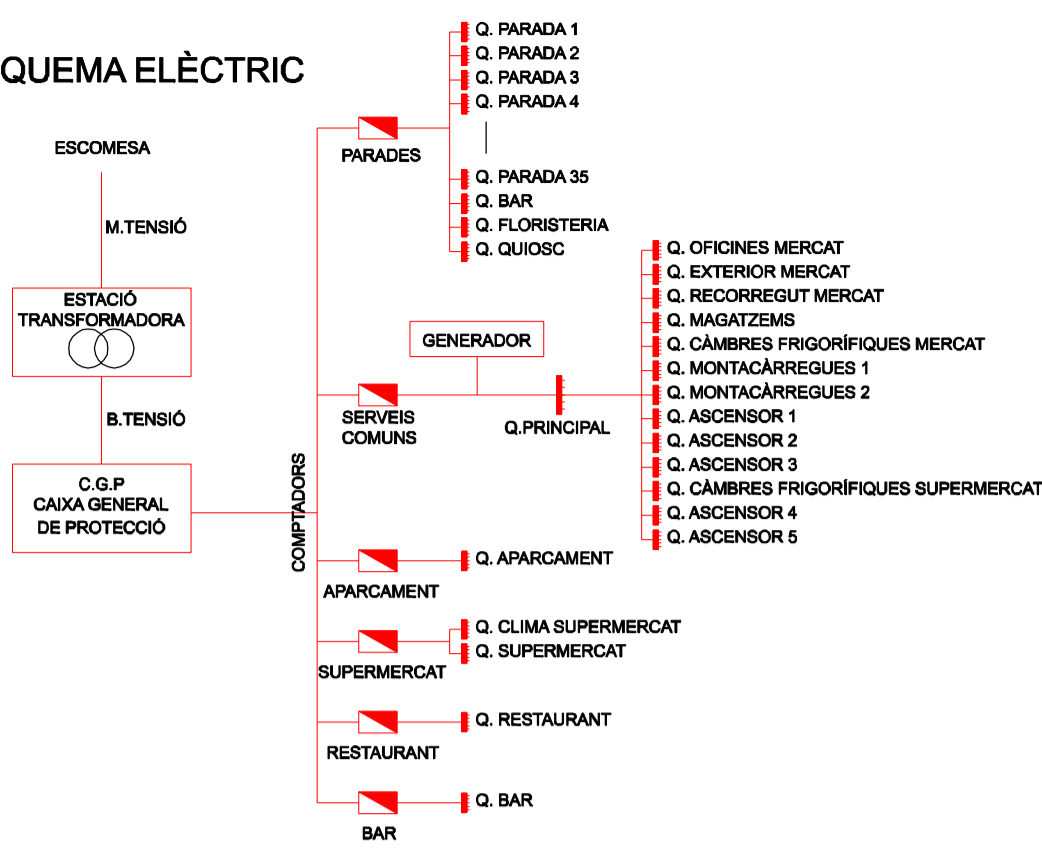 QUEMA ELÈCTRIC
ESCOMESA
M.TENSIÓ
ESTACIÓ
TRANSFORMADORA
B.TENSIÓ
C.G.P
CAIXA GENERAL
DE PROTECCIÓ
COMPTADORS
PARADES
Q. PARADA 1
Q. PARADA 2
Q. PARADA 3
Q. PARADA 4
Q. PARADA 35
Q. BAR
Q. FLORISTERIA
Q. QUIOSC
GENERADOR
SERVEIS
COMUNS
Q.PRINCIPAL
Q. OFICINES MERCAT
Q. EXTERIOR MERCAT
Q. RECORREGUT MERCAT
Q. MAGATZEMS
Q. CÀMBRES FRIGORÍFIQUES MERCAT
Q. MONTACÀRREGUES 1
Q. MONTACÀRREGUES 2
Q. ASCENSOR 1
Q. ASCENSOR 2
Q. ASCENSOR 3
Q. CÀMBRES FRIGORÍFIQUES SUPERMERCAT
Q. ASCENSOR 4
Q. ASCENSOR 5
APARCAMENT
Q. APARCAMENT
SUPERMERCAT
Q. CLIMA SUPERMERCAT
Q. SUPERMERCAT
RESTAURANT
Q. RESTAURANT
BAR
Q. BAR